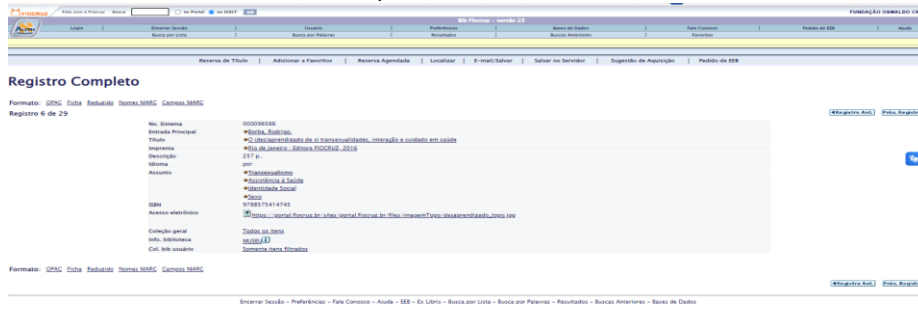 FIOCRUZ Fale com a Fiocruz Busca no Portal no ICICT OK FUNDAÇÃO OSWALDO
Bib Fiocruz - versão 23
Login | Encerrar Sessão | Usuário | Preferências | Bases de Dados | Fale Conosco | Pedido de EEB | Ajuda
Busca por Lista | Busca por Palavras | Resultados | Buscas Anteriores | Favoritos
Reserva de Título | Adicionar a Favoritos | Reserva Agendada | Localizar | E-mail/Salvar | Salvar no Servidor | Sugestão de Aquisição | Pedido de EEB
Registro Completo
Formato: OPAC Ficha Reduzido Nomes MARC Campos MARC
Registro 6 de 29 Registro Ant. Próx. Regist
No. Sistema 000096586
Entrada Principal Borba, Rodrigo.
Título O (des)aprendizado de si transexualidades, interação e cuidado em saúde
Imprenta Rio de Janeiro : Editora FIOCRUZ, 2016
Descrição 237 p..
Idioma por
Assunto Transexualismo
Assistência à Saúde
Identidade Social
Sexo
ISBN 9788575414743
Acesso eletrônico https://portal.fiocruz.br/sites/portal.fiocruz.br/files/imagemTopo/desaprendizado_topo.jpg
Coleção geral Todos os itens
Info. biblioteca MUSEU
Col. bib usuário Somente itens filtrados
Formato: OPAC Ficha Reduzido Nomes MARC Campos MARC
Registro Ant. Próx. Regist
Encerrar Sessão - Preferências - Fale Conosco - Ajuda - EEB - Ex Libris - Busca por Lista - Busca por Palavras - Resultados - Buscas Anteriores - Bases de Dados